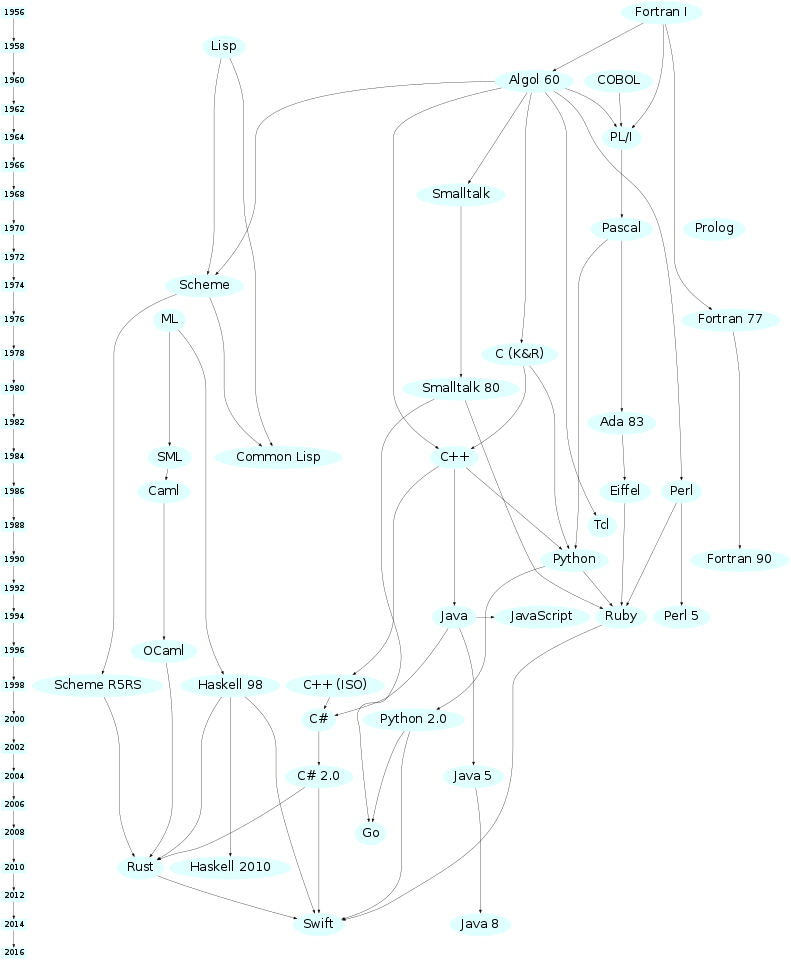 1956 Fortran I
1958 Lisp
1960 Algol 60 COBOL
1962
1964 PL/I
1966
1968 Smalltalk
1970 Pascal Prolog
1972
1974 Scheme
1976 ML Fortran 77
1978 C (K&R)
1980 Smalltalk 80
1982 Ada 83
1984 SML Common Lisp C++
1986 Caml Eiffel Perl
1988 Tcl
1990 Python Fortran 90
1992
1994 Java JavaScript Ruby Perl 5
1996 OCaml
1998 Scheme R5RS Haskell 98 C++ (ISO)
2000 C# Python 2.0
2002
2004 C# 2.0 Java 5
2006
2008 Go
2010 Rust Haskell 2010
2012
2014 Swift Java 8
2016